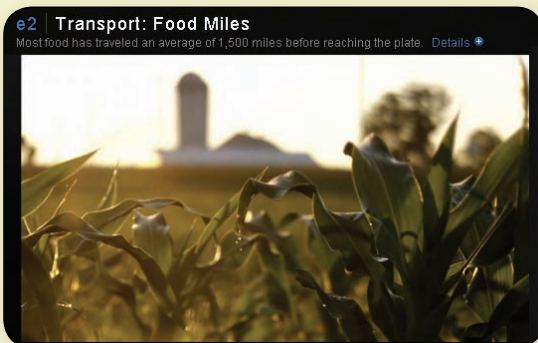 e2 | Transport: Food Miles
Most food has traveled an average of 1,500 miles before reaching the plate. Details